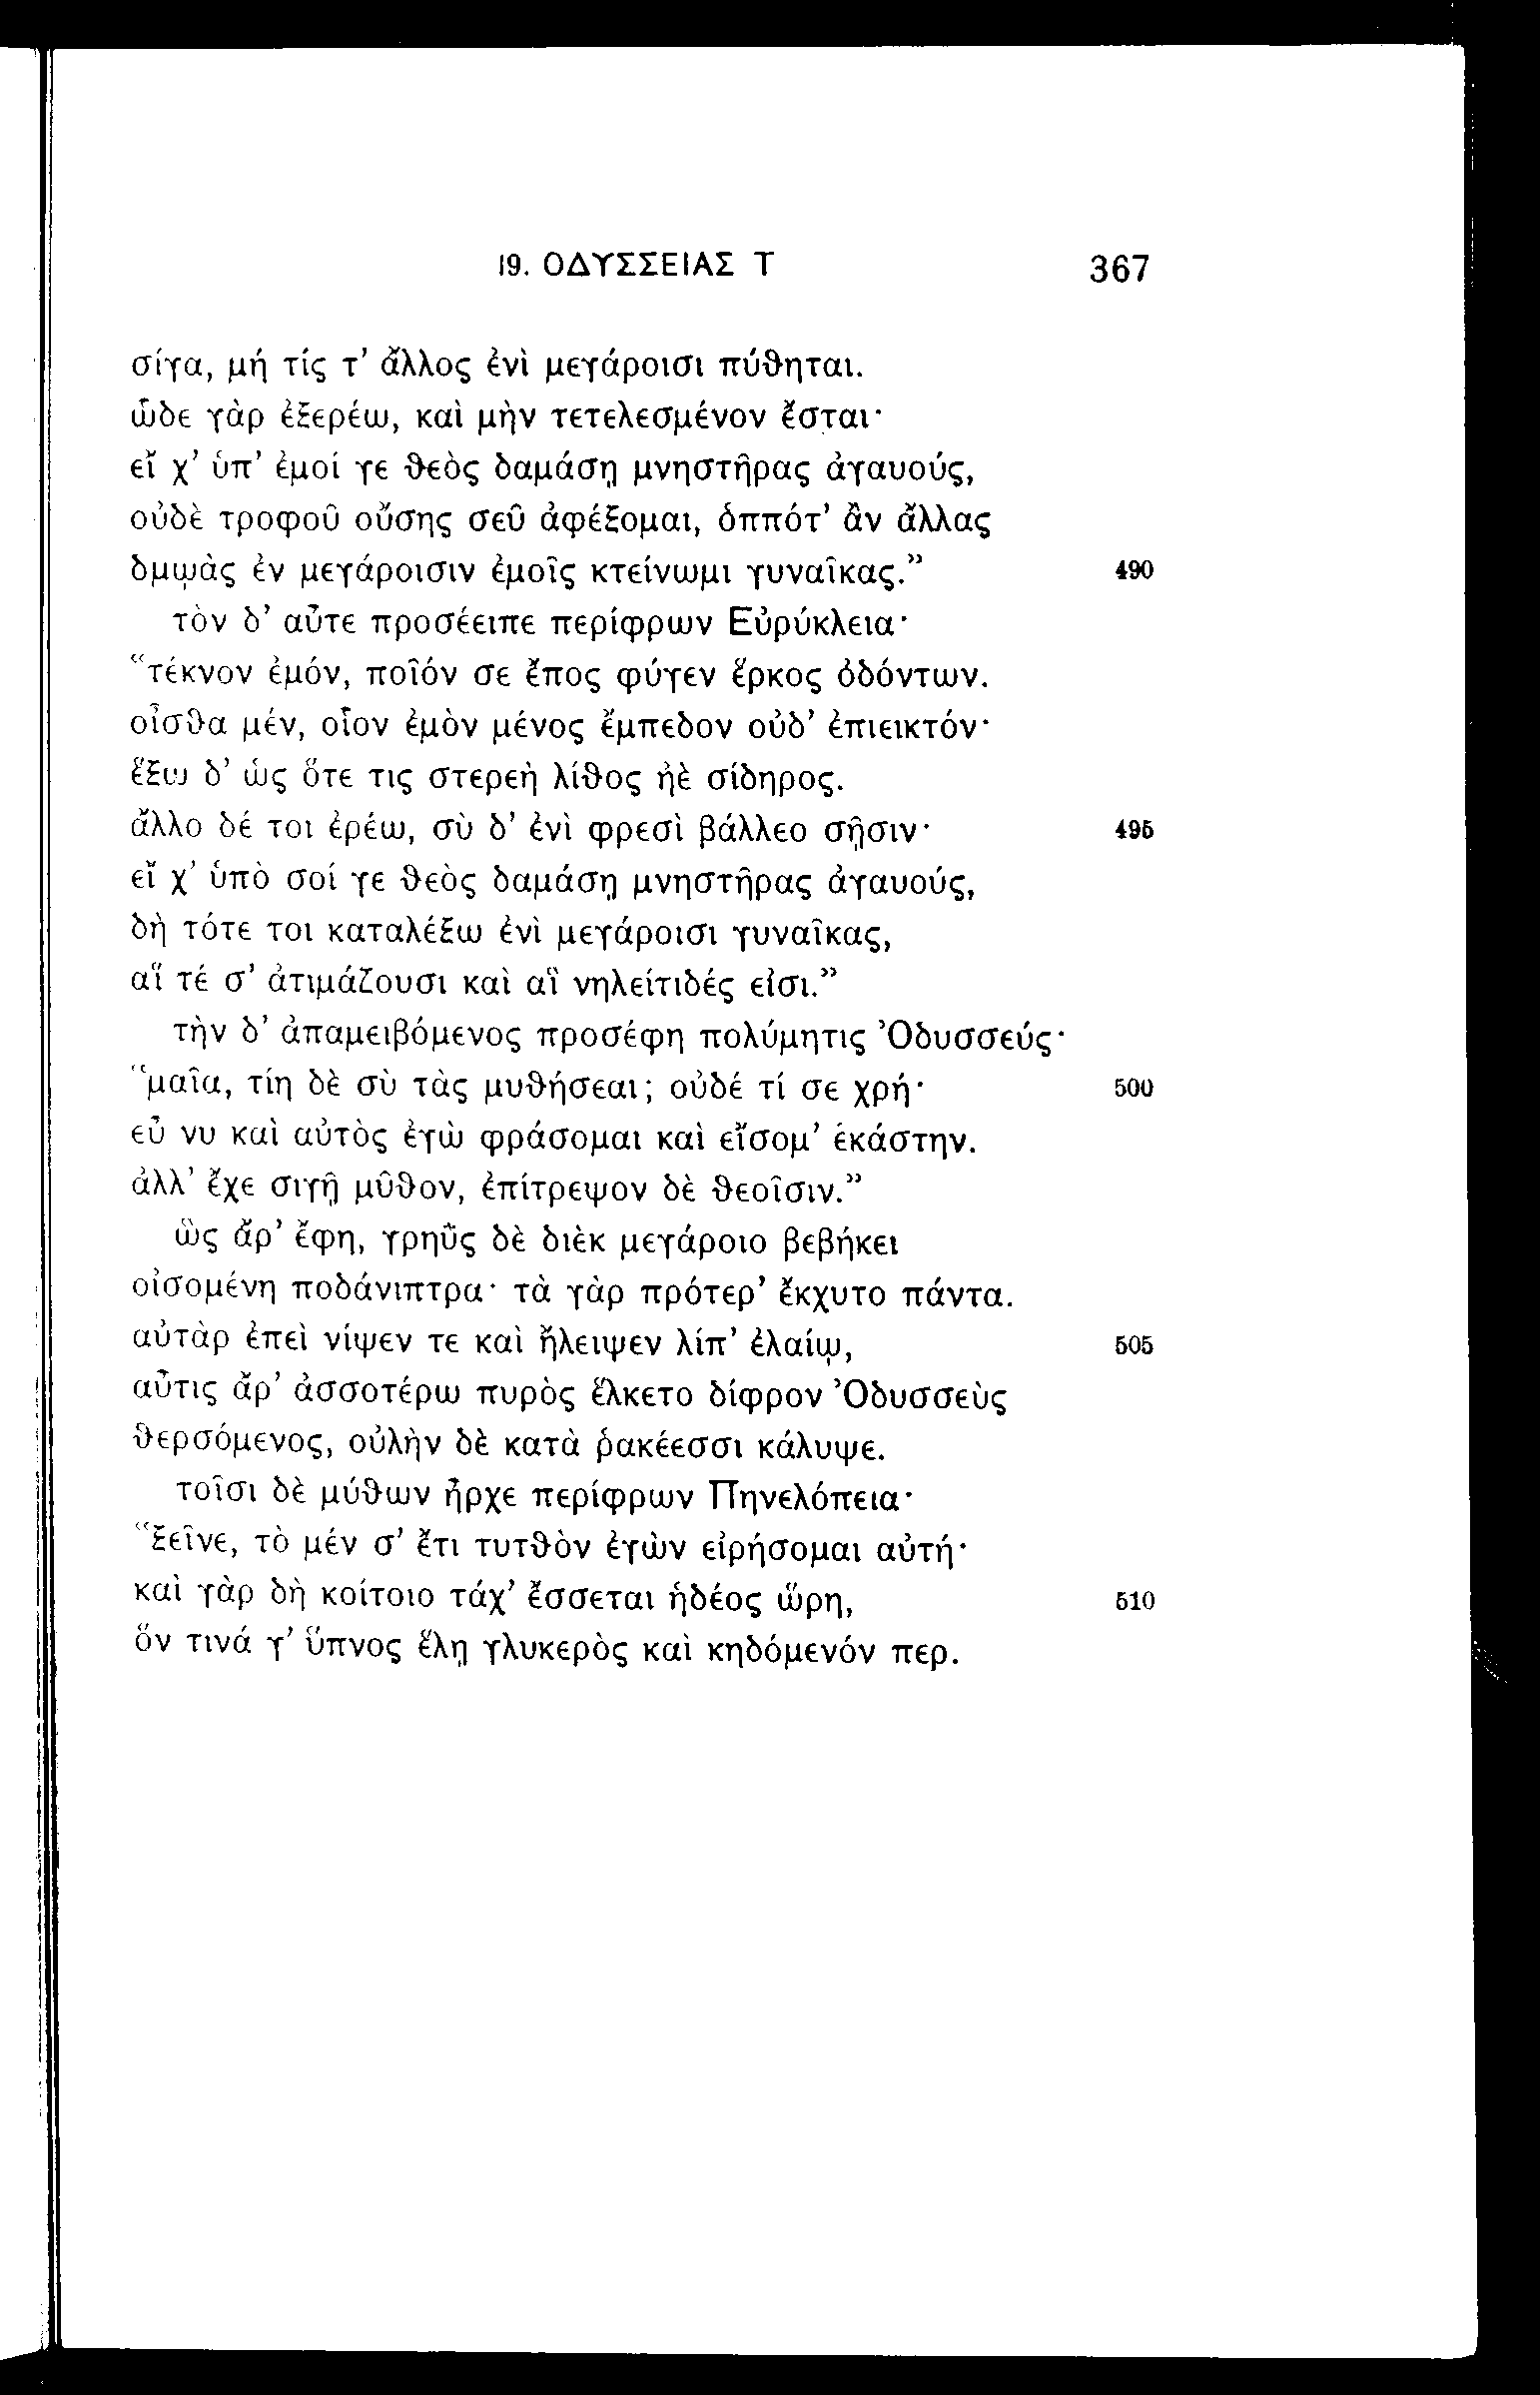 19. ΟΔΥΣΣΕΙΑΣ Τ 367
σίγα, μή τίς τ’ ἄλλος ἐνὶ μεγάροισι πύθηται.
ὧδε γὰρ ἐξερέω, καὶ μὴν τετελεσμένον ἔσται·
εἴ χ’ ὑπ’ ἐμοί γε θεὸς δαμάσῃ μνηστῆρας ἀγαυούς,
οὐδὲ τροφοῦ οὔσης σεῦ ἀφέξομαι, ὁππότ’ ἂν ἄλλας
δμῳὰς ἐν μεγάροισιν ἐμοῖς κτείνωμι γυναῖκας.” 490
τὸν δ’ αὖτε προσέειπε περίφρων Εὐρύκλεια·
“τέκνον ἐμόν, ποῖόν σε ἔπος φύγεν ἕρκος ὀδόντων.
οἶσθα μέν, οἷον ἐμὸν μένος ἔμπεδον οὐδ’ ἐπιεικτόν·
ἕξω δ’ ὡς ὅτε τις στερεὴ λίθος ἠὲ σίδηρος.
ἄλλο δέ τοι ἐρέω, σὺ δ’ ἐνὶ φρεσὶ βάλλεο σῇσιν· 495
εἴ χ’ ὑπὸ σοί γε θεὸς δαμάσῃ μνηστῆρας ἀγαυούς,
δὴ τότε τοι καταλέξω ἐνὶ μεγάροισι γυναῖκας,
αἵ τέ σ’ ἀτιμάζουσι καὶ αἳ νηλείτιδές εἰσι.”
τὴν δ’ ἀπαμειβόμενος προσέφη πολύμητις Ὀδυσσεύς·
“μαῖα, τίη δὲ σὺ τὰς μυθήσεαι; οὐδέ τί σε χρή· 500
εὖ νυ καὶ αὐτὸς ἐγὼ φράσομαι καὶ εἴσομ’ ἑκάστην.
ἀλλ’ ἔχε σιγῇ μῦθον, ἐπίτρεψον δὲ θεοῖσιν.”
ὣς ἄρ’ ἔφη, γρηῢς δὲ διὲκ μεγάροιο βεβήκει
οἰσομένη ποδάνιπτρα· τὰ γὰρ πρότερ’ ἔκχυτο πάντα.
αὐτὰρ ἐπεὶ νίψεν τε καὶ ἤλειψεν λίπ’ ἐλαίῳ, 505
αὖτις ἄρ’ ἀσσοτέρω πυρὸς ἕλκετο δίφρον Ὀδυσσεὺς
θερσόμενος, οὐλὴν δὲ κατὰ ῥακέεσσι κάλυψε.
τοῖσι δὲ μύθων ἦρχε περίφρων Πηνελόπεια·
“ξεῖνε, τὸ μέν σ’ ἔτι τυτθὸν ἐγὼν εἰρήσομαι αὐτή·
καὶ γὰρ δὴ κοίτοιο τάχ’ ἔσσεται ἡδέος ὥρη, 510
ὅν τινά γ’ ὕπνος ἕλῃ γλυκερὸς καὶ κηδόμενόν περ.